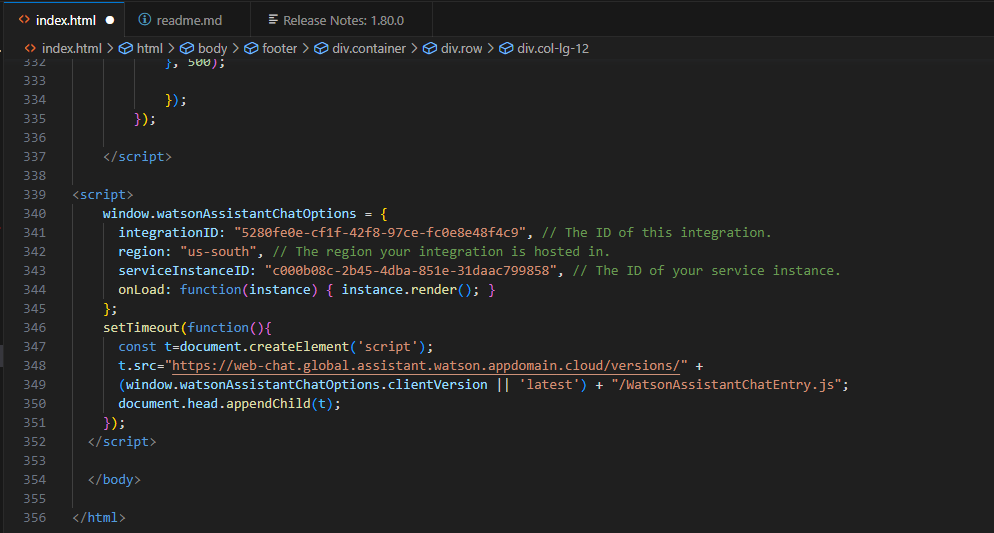 index.html ● readme.md Release Notes: 1.80.0
index.html > html > body > footer > div.container > div.row > div.col-lg-12
332 }, 500);
333
334 });
335 });
336
337 </script>
338
339 <script>
340 window.watsonAssistantChatOptions = {
341 integrationID: "5280fe0e-cf1f-42f8-97ce-fc0e8e48f4c9", // The ID of this integration.
342 region: "us-south", // The region your integration is hosted in.
343 serviceInstanceID: "c000b08c-2b45-4dba-851e-31daac799858", // The ID of your service instance.
344 onLoad: function(instance) { instance.render(); }
345 };
346 setTimeout(function(){
347 const t=document.createElement('script');
348 t.src="https://web-chat.global.assistant.watson.appdomain.cloud/versions/" +
349 (window.watsonAssistantChatOptions.clientVersion || 'latest') + "/WatsonAssistantChatEntry.js";
350 document.head.appendChild(t);
351 });
352 </script>
353
354 </body>
355
356 </html>